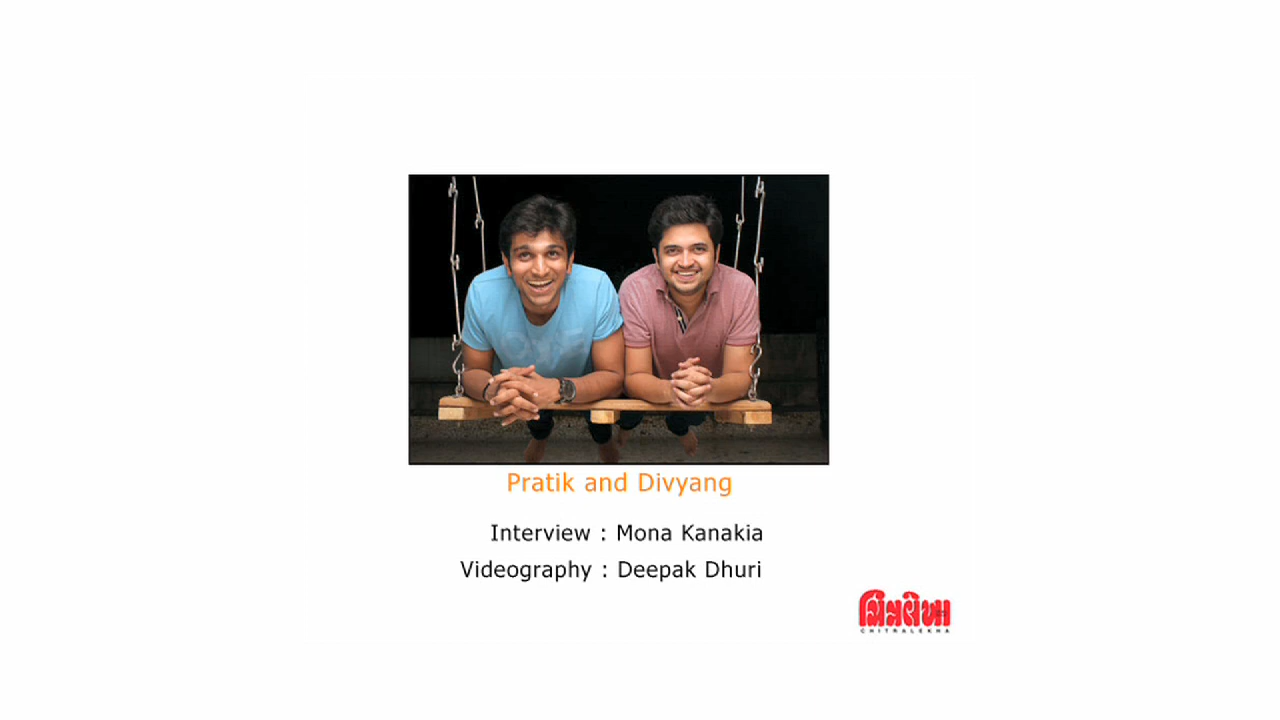 Pratik and Divyang
Interview : Mona Kanakia
Videography : Deepak Dhuri
ચિત્રલેખા
CHITRALEKHA